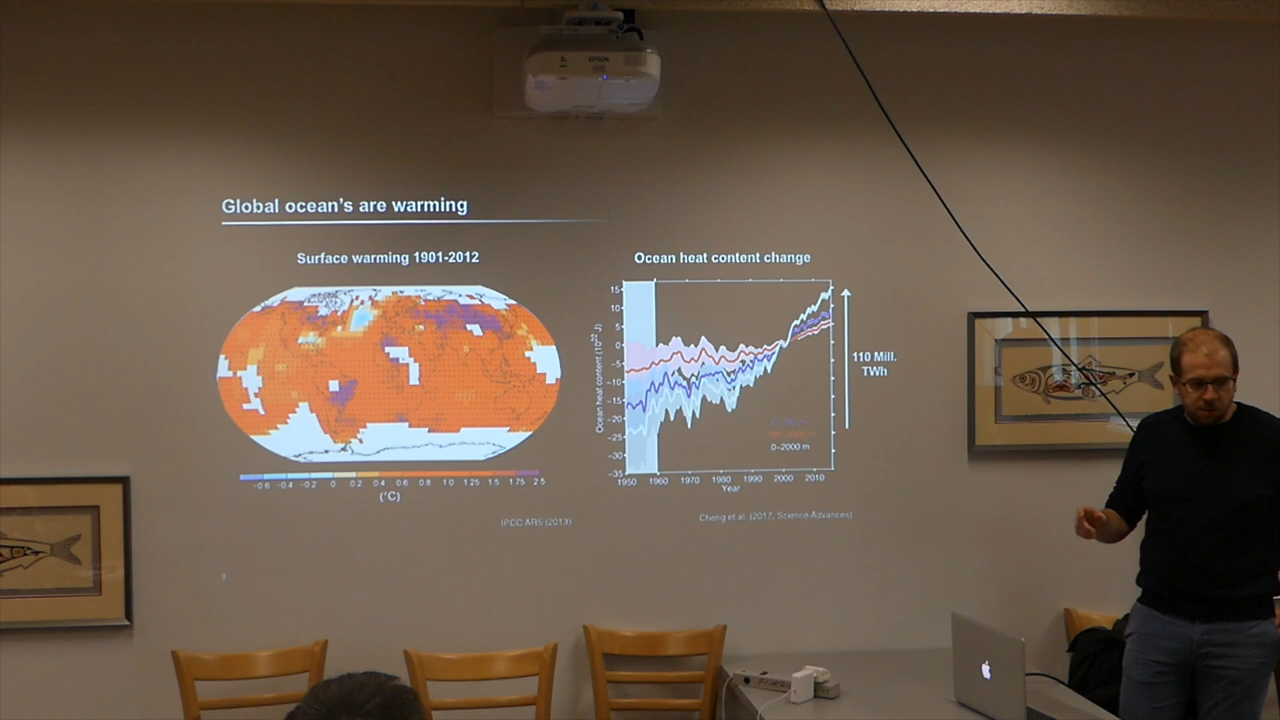 EPSON
Global ocean's are warming
Surface warming 1901-2012
Ocean heat content change
15
10
5
0
-5
-10
-15
-20
-25
-30
-35
Ocean heat content (10²² J)
110 Mill.
TWh
0-2000 m
1950 1960 1970 1980 1990 2000 2010
Year
-0.6 -0.4 -0.2 0 0.2 0.4 0.6 0.8 1.0 1.25 1.5 1.75 2.5
(°C)
IPCC AR5 (2013)
Cheng et al. (2017, Science Advances)
3